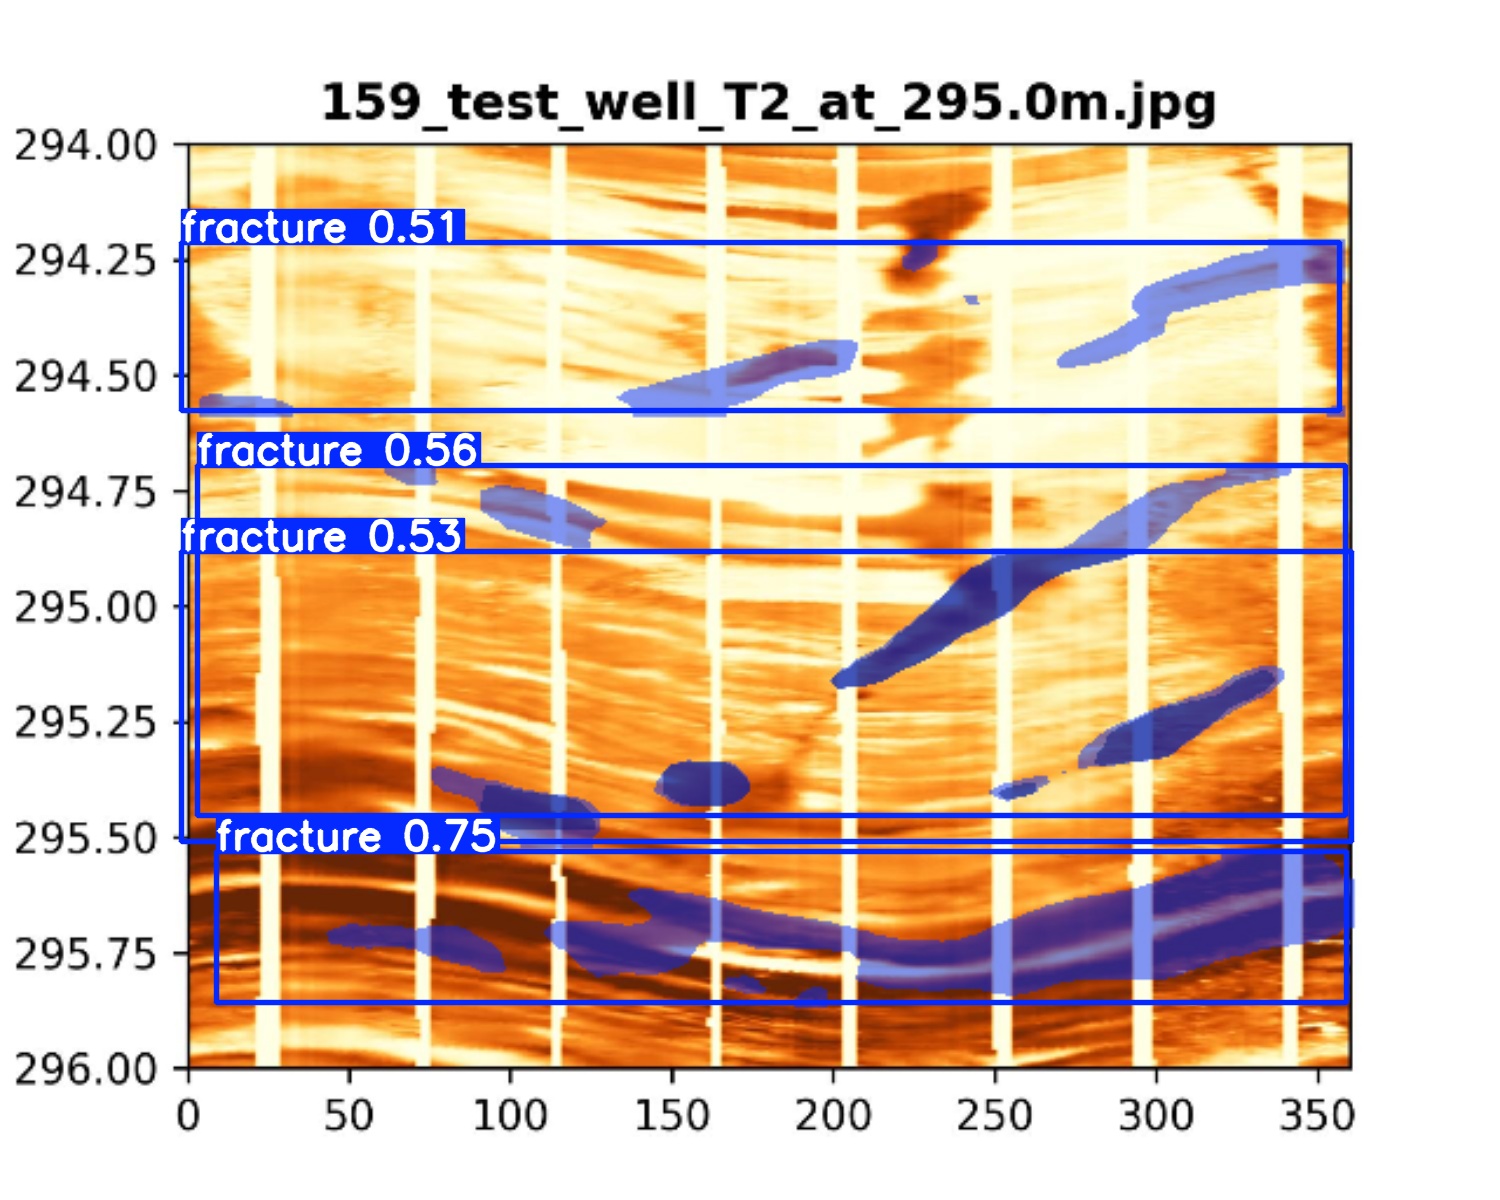 159_test_well_T2_at_295.0m.jpg
294.00
fracture 0.51
294.25
294.50
fracture 0.56
294.75
fracture 0.53
295.00
295.25
295.50
fracture 0.75
295.75
296.00
0 50 100 150 200 250 300 350